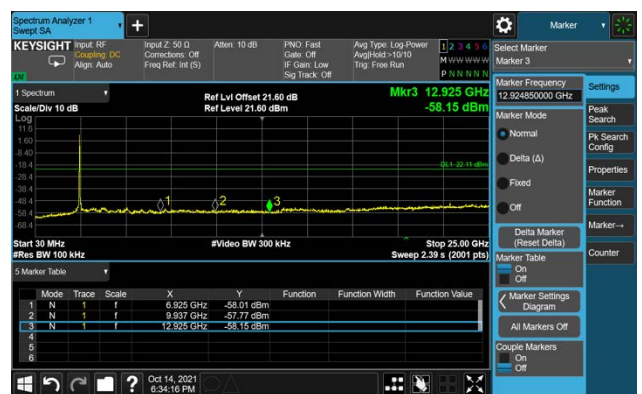 Spectrum Analyzer 1
Swept SA
KEYSIGHT
Input: RF
Coupling: DC
Align: Auto
Input Z: 50 Ω
Corrections: Off
Freq Ref: Int (S)
Atten: 10 dB
PNO: Fast
Gate: Off
IF Gain: Low
Sig Track: Off
Avg Type: Log-Power
Avg|Hold:>10/10
Trig: Free Run
1 2 3 4 5 6
M W W W W W
P N N N N N
LXI
1 Spectrum
Scale/Div 10 dB
Ref Lvl Offset 21.60 dB
Ref Level 21.60 dBm
Mkr3 12.925 GHz
-58.15 dBm
Log
11.6
1.60
-8.40
-18.4
-28.4
-38.4
-48.4
-58.4
-68.4
DL1 -22.11 dBm
1
2
3
Start 30 MHz
#Res BW 100 kHz
#Video BW 300 kHz
Stop 25.00 GHz
Sweep 2.39 s (2001 pts)
5 Marker Table
Mode Trace Scale X Y Function Function Width Function Value
1 N 1 f 6.925 GHz -58.01 dBm
2 N 1 f 9.937 GHz -57.77 dBm
3 N 1 f 12.925 GHz -58.15 dBm
4
5
6
Oct 14, 2021
6:34:16 PM
Marker
Select Marker
Marker 3
Marker Frequency
12.924850000 GHz
Marker Mode
Normal
Delta (Δ)
Fixed
Off
Delta Marker
(Reset Delta)
Marker Table
On
Off
Marker Settings
Diagram
All Markers Off
Couple Markers
On
Off
Settings
Peak
Search
Pk Search
Config
Properties
Marker
Function
Marker→
Counter